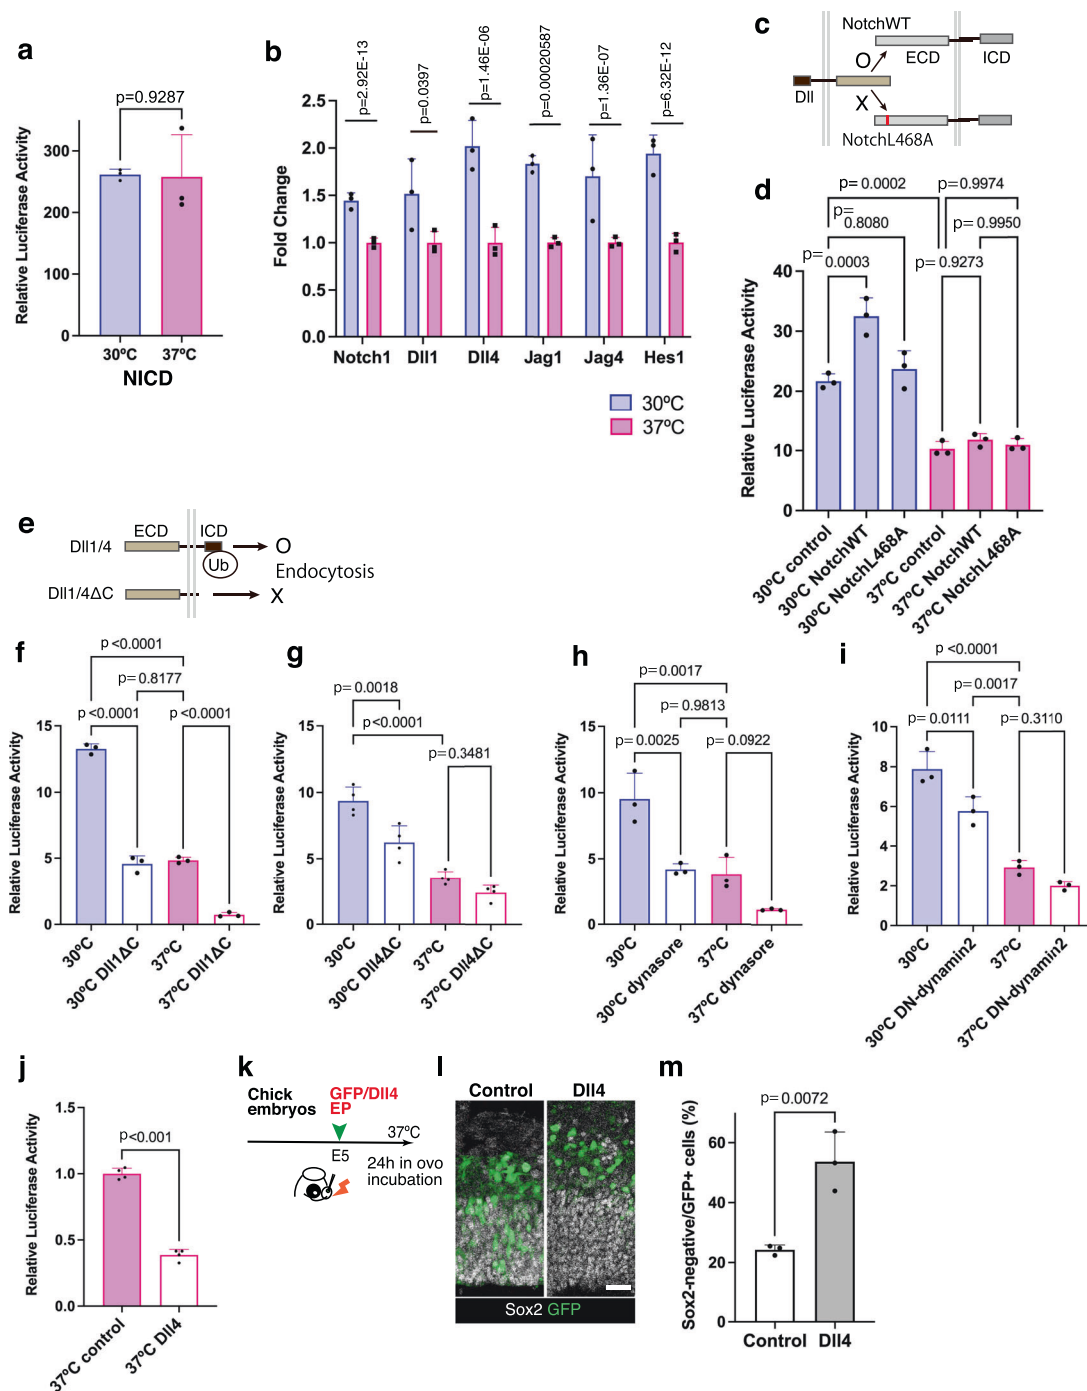 a
p=0.9287
Relative Luciferase Activity
300
200
100
0
30ºC
37ºC
NICD
b
p=2.92E-13
p=0.0397
p=1.46E-06
p=0.00020587
p=1.36E-07
p=6.32E-12
Fold Change
2.5
2.0
1.5
1.0
0.5
0.0
Notch1
Dll1
Dll4
Jag1
Jag4
Hes1
30ºC
37ºC
c
NotchWT
O
ECD
ICD
Dll
X
NotchL468A
d
p= 0.0002
p= 0.9974
p=
0.8080
p= 0.9950
p=
0.0003
p= 0.9273
Relative Luciferase Activity
40
30
20
10
0
30ºC control
30ºC NotchWT
30ºC NotchL468A
37ºC control
37ºC NotchWT
37ºC NotchL468A
e
ECD
ICD
Dll1/4
O
Ub
Endocytosis
Dll1/4ΔC
X
f
p <0.0001
p= 0.8177
p <0.0001
p <0.0001
Relative Luciferase Activity
15
10
5
0
30ºC
30ºC Dll1ΔC
37ºC
37ºC Dll1ΔC
g
p= 0.0018
p <0.0001
p= 0.3481
Relative Luciferase Activity
15
10
5
0
30ºC
30ºC Dll4ΔC
37ºC
37ºC Dll4ΔC
h
p= 0.0017
p= 0.9813
p= 0.0025
p= 0.0922
Relative Luciferase Activity
15
10
5
0
30ºC
30ºC dynasore
37ºC
37ºC dynasore
i
p <0.0001
p= 0.0017
p= 0.0111
p= 0.3110
Relative Luciferase Activity
10
8
6
4
2
0
30ºC
30ºC DN-dynamin2
37ºC
37ºC DN-dynamin2
j
p<0.001
Relative Luciferase Activity
1.5
1.0
0.5
0.0
37ºC control
37ºC Dll4
k
Chick
embryos
GFP/Dll4
EP
37ºC
E5
24h in ovo
incubation
l
Control
Dll4
Sox2 GFP
m
p= 0.0072
Sox2-negative/GFP+ cells (%)
60
40
20
0
Control
Dll4